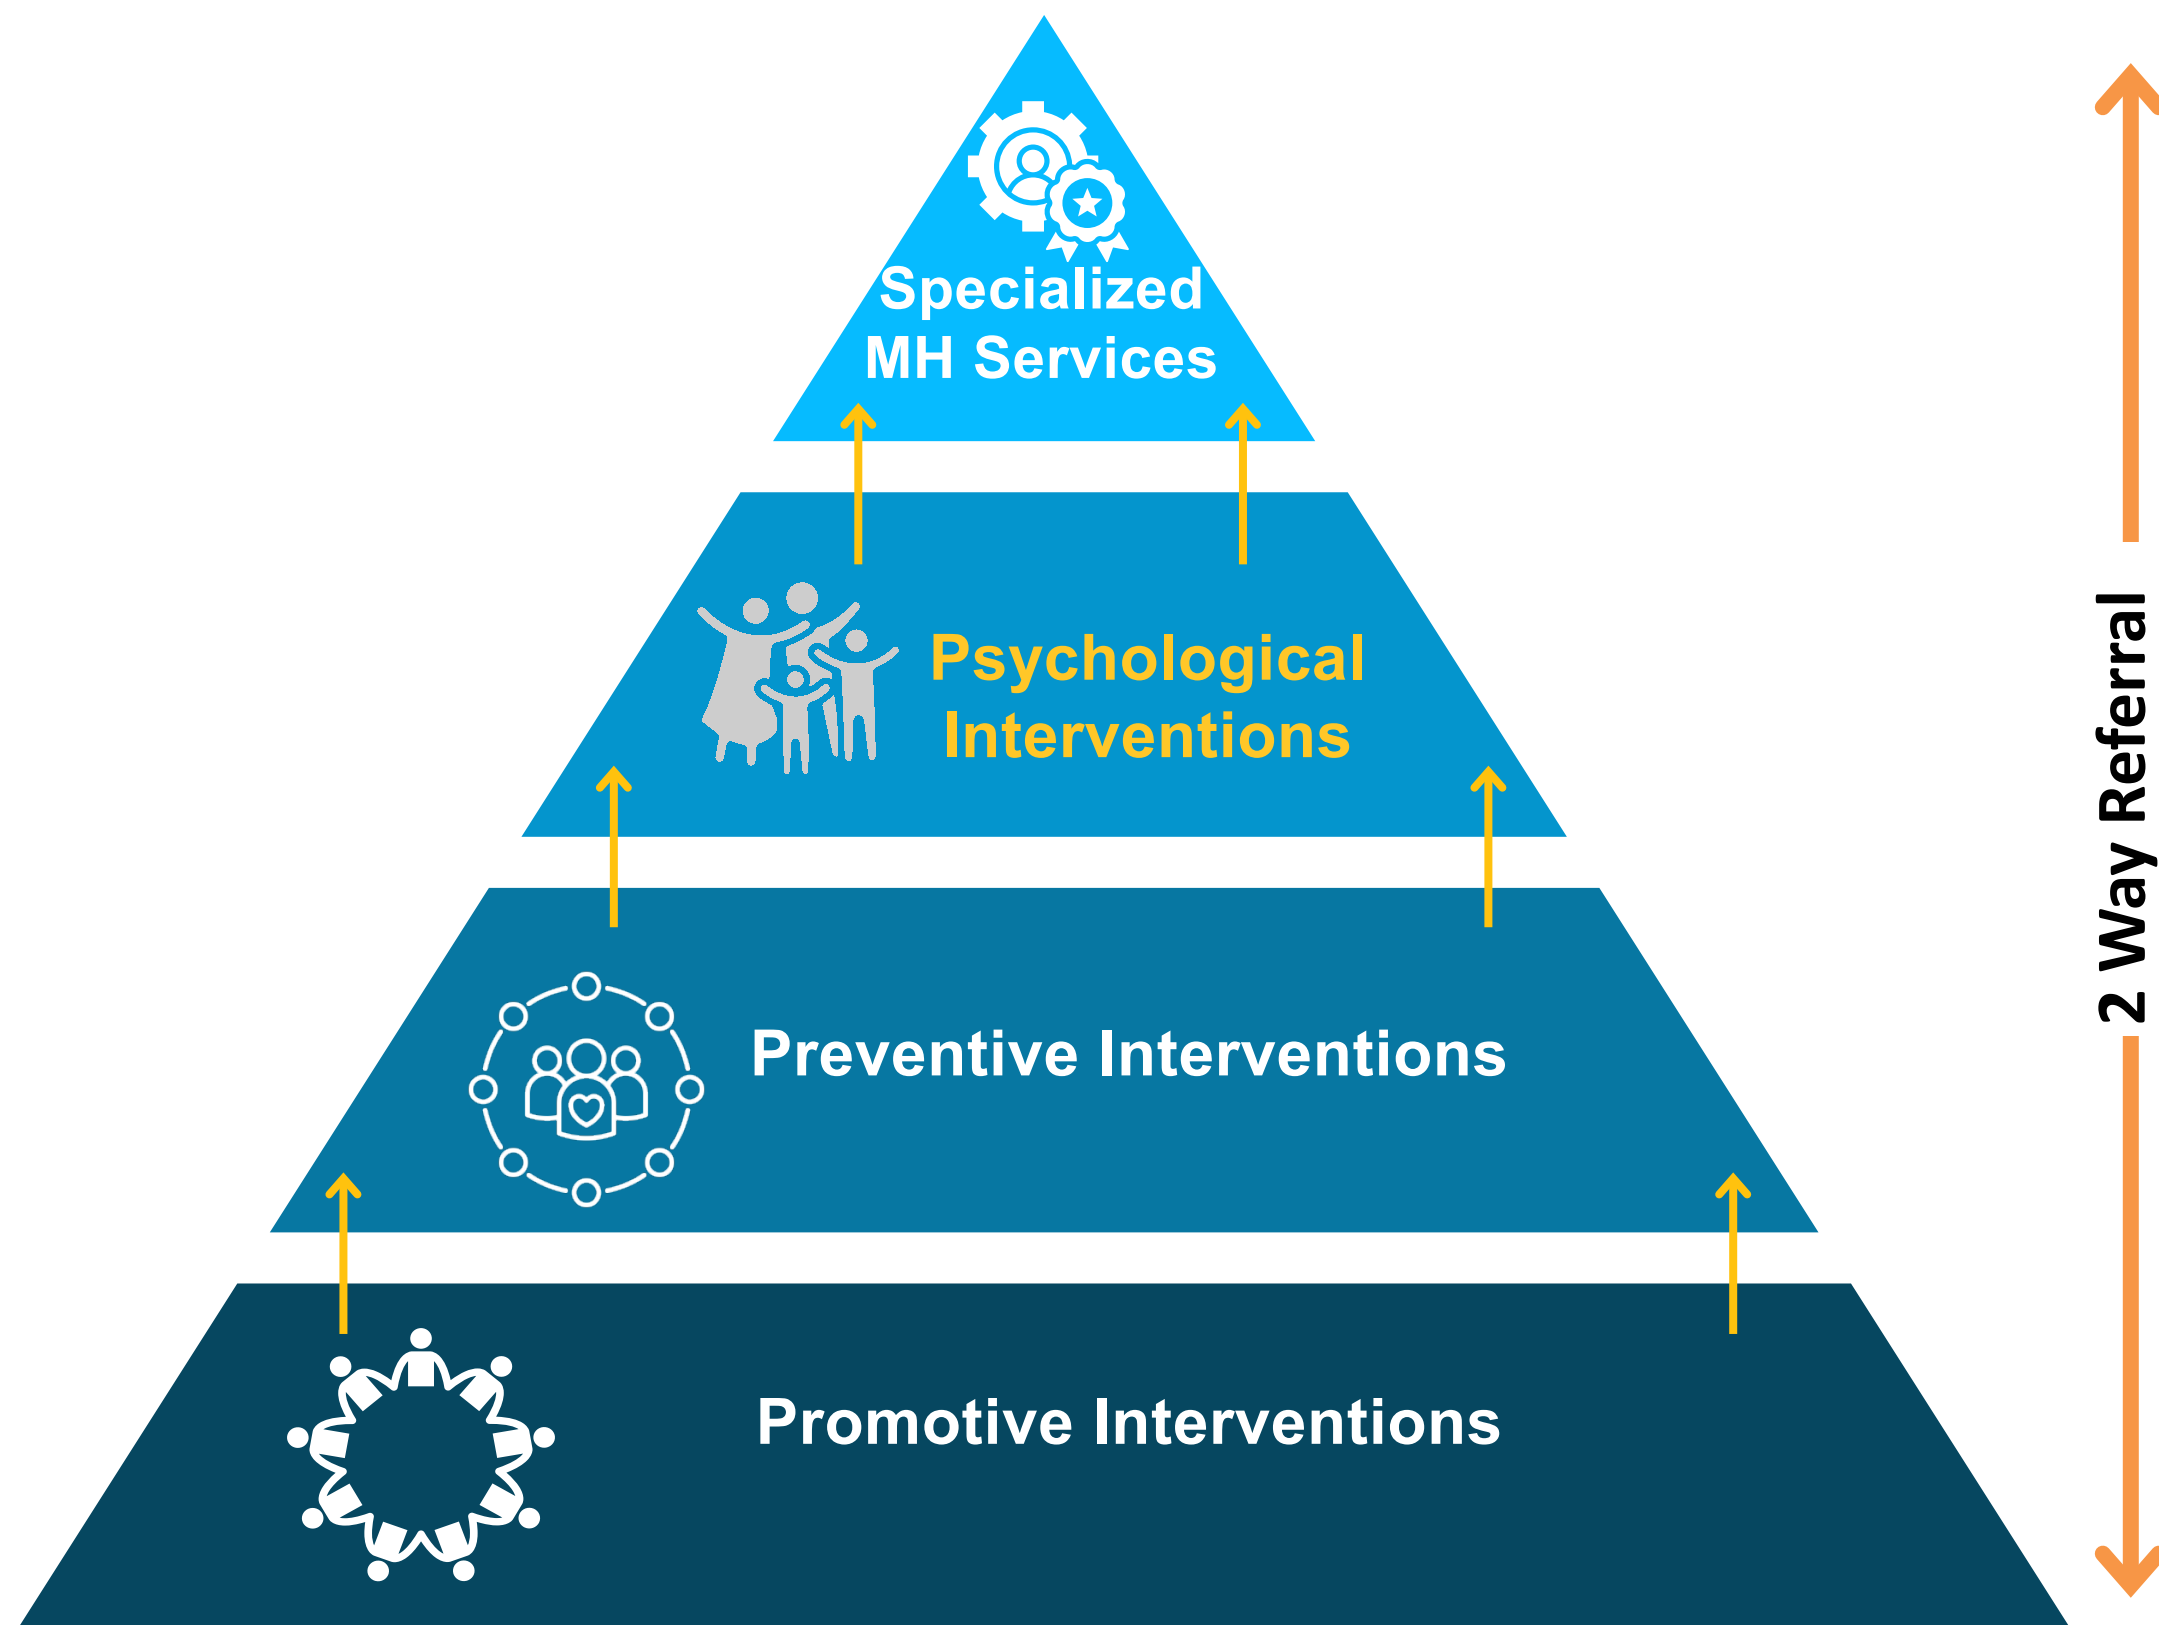 Specialized
MH Services
Psychological
Interventions
Preventive Interventions
Promotive Interventions
2 Way Referral